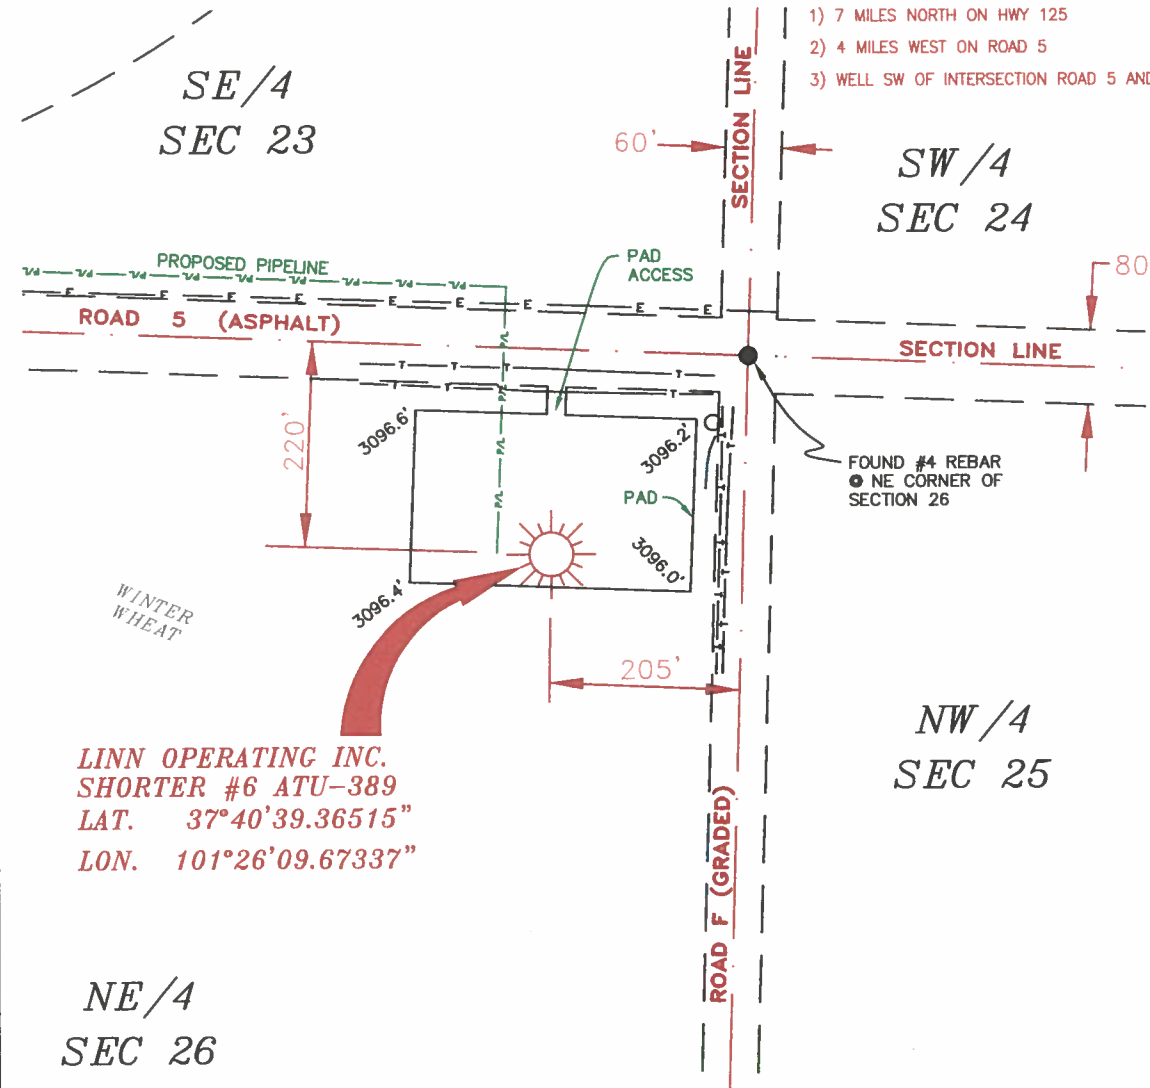 1) 7 MILES NORTH ON HWY 125
2) 4 MILES WEST ON ROAD 5
3) WELL SW OF INTERSECTION ROAD 5 AND
SE/4
SEC 23
SECTION LINE
60'
SW/4
SEC 24
PROPOSED PIPELINE
PAD
ACCESS
80
P/L P/L P/L P/L P/L P/L P/L P/L P/L
E E E E E E E E E
ROAD 5 (ASPHALT)
SECTION LINE
P/L
T T T T
T T T
P/L
220'
3096.6'
3096.2'
P/L
FOUND #4 REBAR
@ NE CORNER OF
SECTION 26
PAD
P/L
3096.0'
3096.4'
T T T T T T T T
WINTER
WHEAT
205'
NW/4
SEC 25
LINN OPERATING INC.
SHORTER #6 ATU-389
LAT. 37°40'39.36515"
LON. 101°26'09.67337"
ROAD F (GRADED)
NE/4
SEC 26